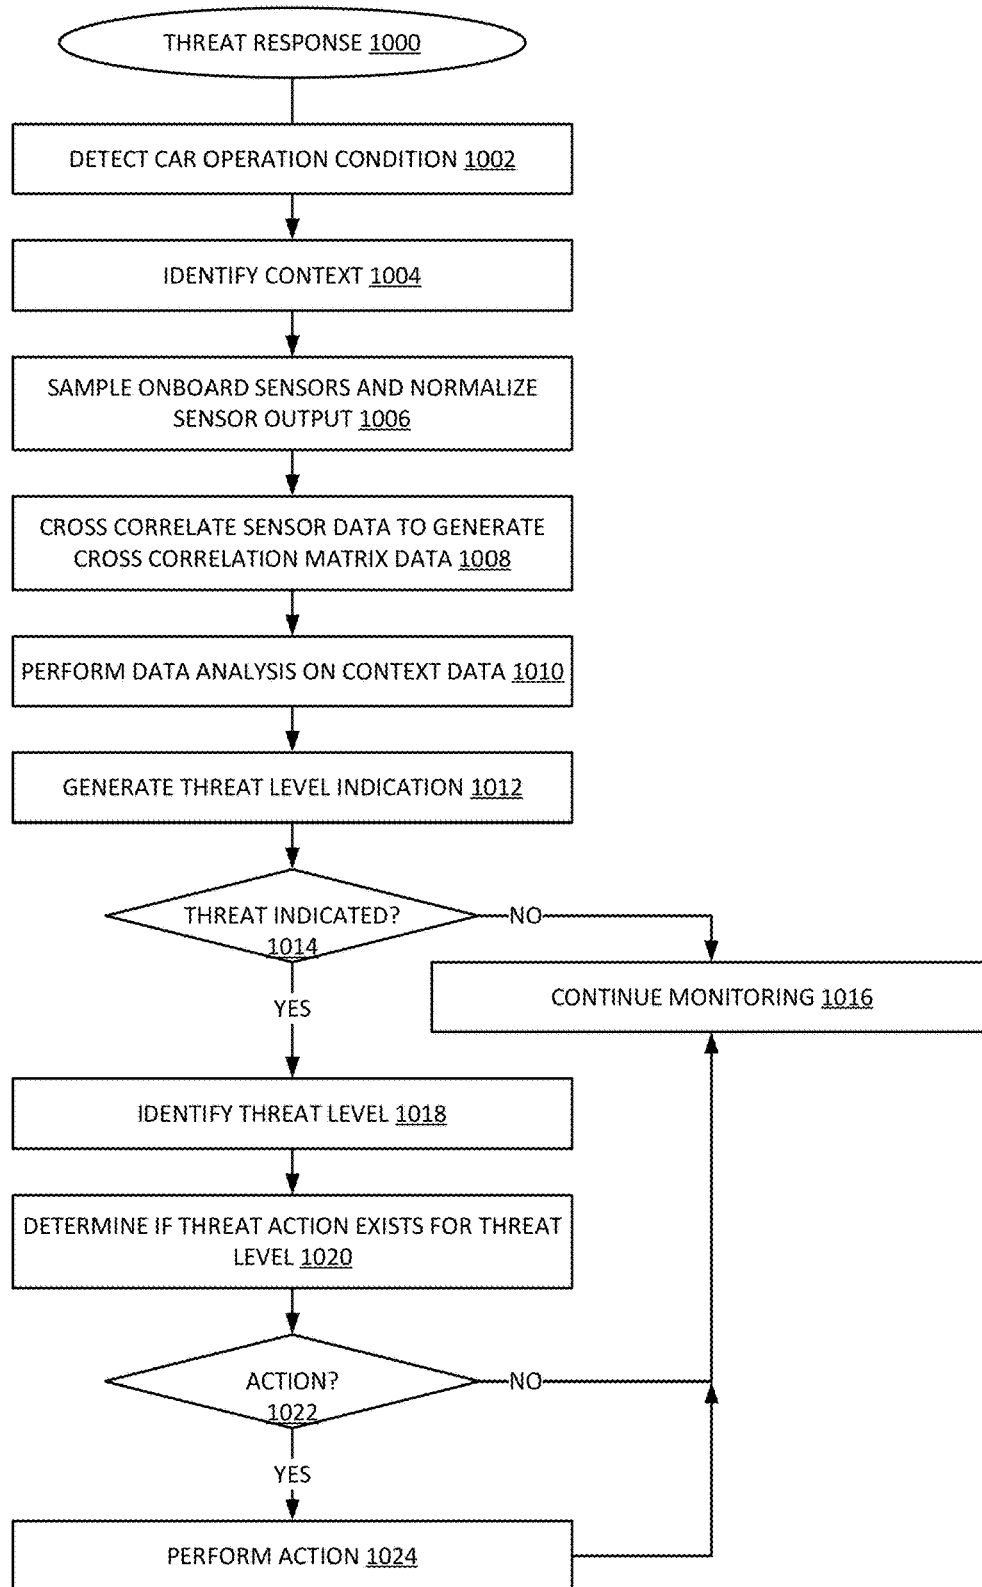 THREAT RESPONSE 1000
DETECT CAR OPERATION CONDITION 1002
IDENTIFY CONTEXT 1004
SAMPLE ONBOARD SENSORS AND NORMALIZE
SENSOR OUTPUT 1006
CROSS CORRELATE SENSOR DATA TO GENERATE
CROSS CORRELATION MATRIX DATA 1008
PERFORM DATA ANALYSIS ON CONTEXT DATA 1010
GENERATE THREAT LEVEL INDICATION 1012
THREAT INDICATED?
1014
NO
CONTINUE MONITORING 1016
YES
IDENTIFY THREAT LEVEL 1018
DETERMINE IF THREAT ACTION EXISTS FOR THREAT
LEVEL 1020
ACTION?
1022
NO
YES
PERFORM ACTION 1024